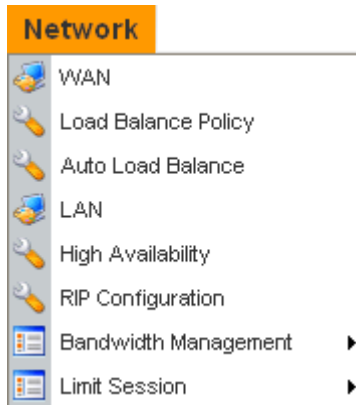 Network
WAN
Load Balance Policy
Auto Load Balance
LAN
High Availability
RIP Configuration
Bandwidth Management
Limit Session